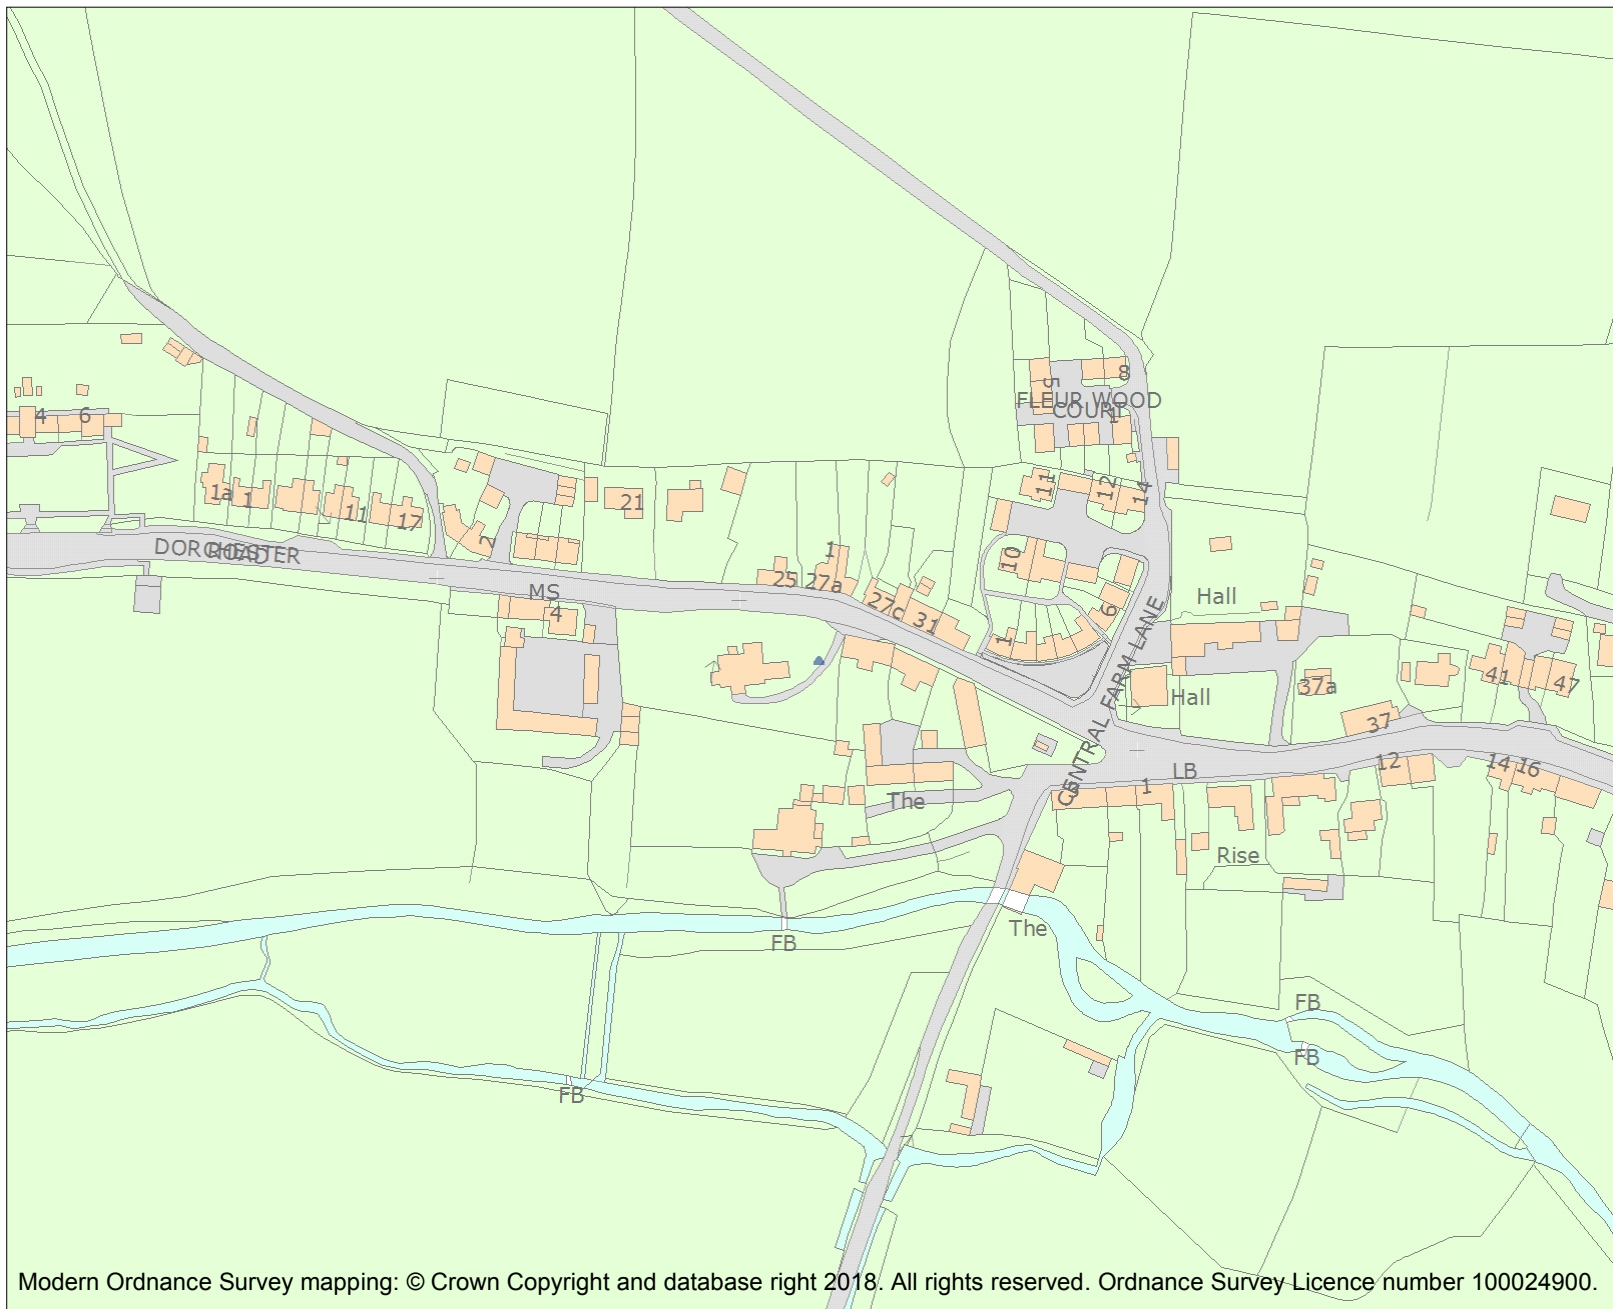 8
5
FLEUR WOOD
COURT
1
4
6
11
12
14
1a
1
11
17
21
2
10
DORCHESTER
ROAD
MS
4
25
27a
1
27c
31
1
6
CENTRAL FARM LANE
Hall
Hall
37a
41
47
37
12
14
16
LB
1
The
Rise
The
FB
FB
FB
FB
Modern Ordnance Survey mapping: © Crown Copyright and database right 2018. All rights reserved. Ordnance Survey Licence number 100024900.